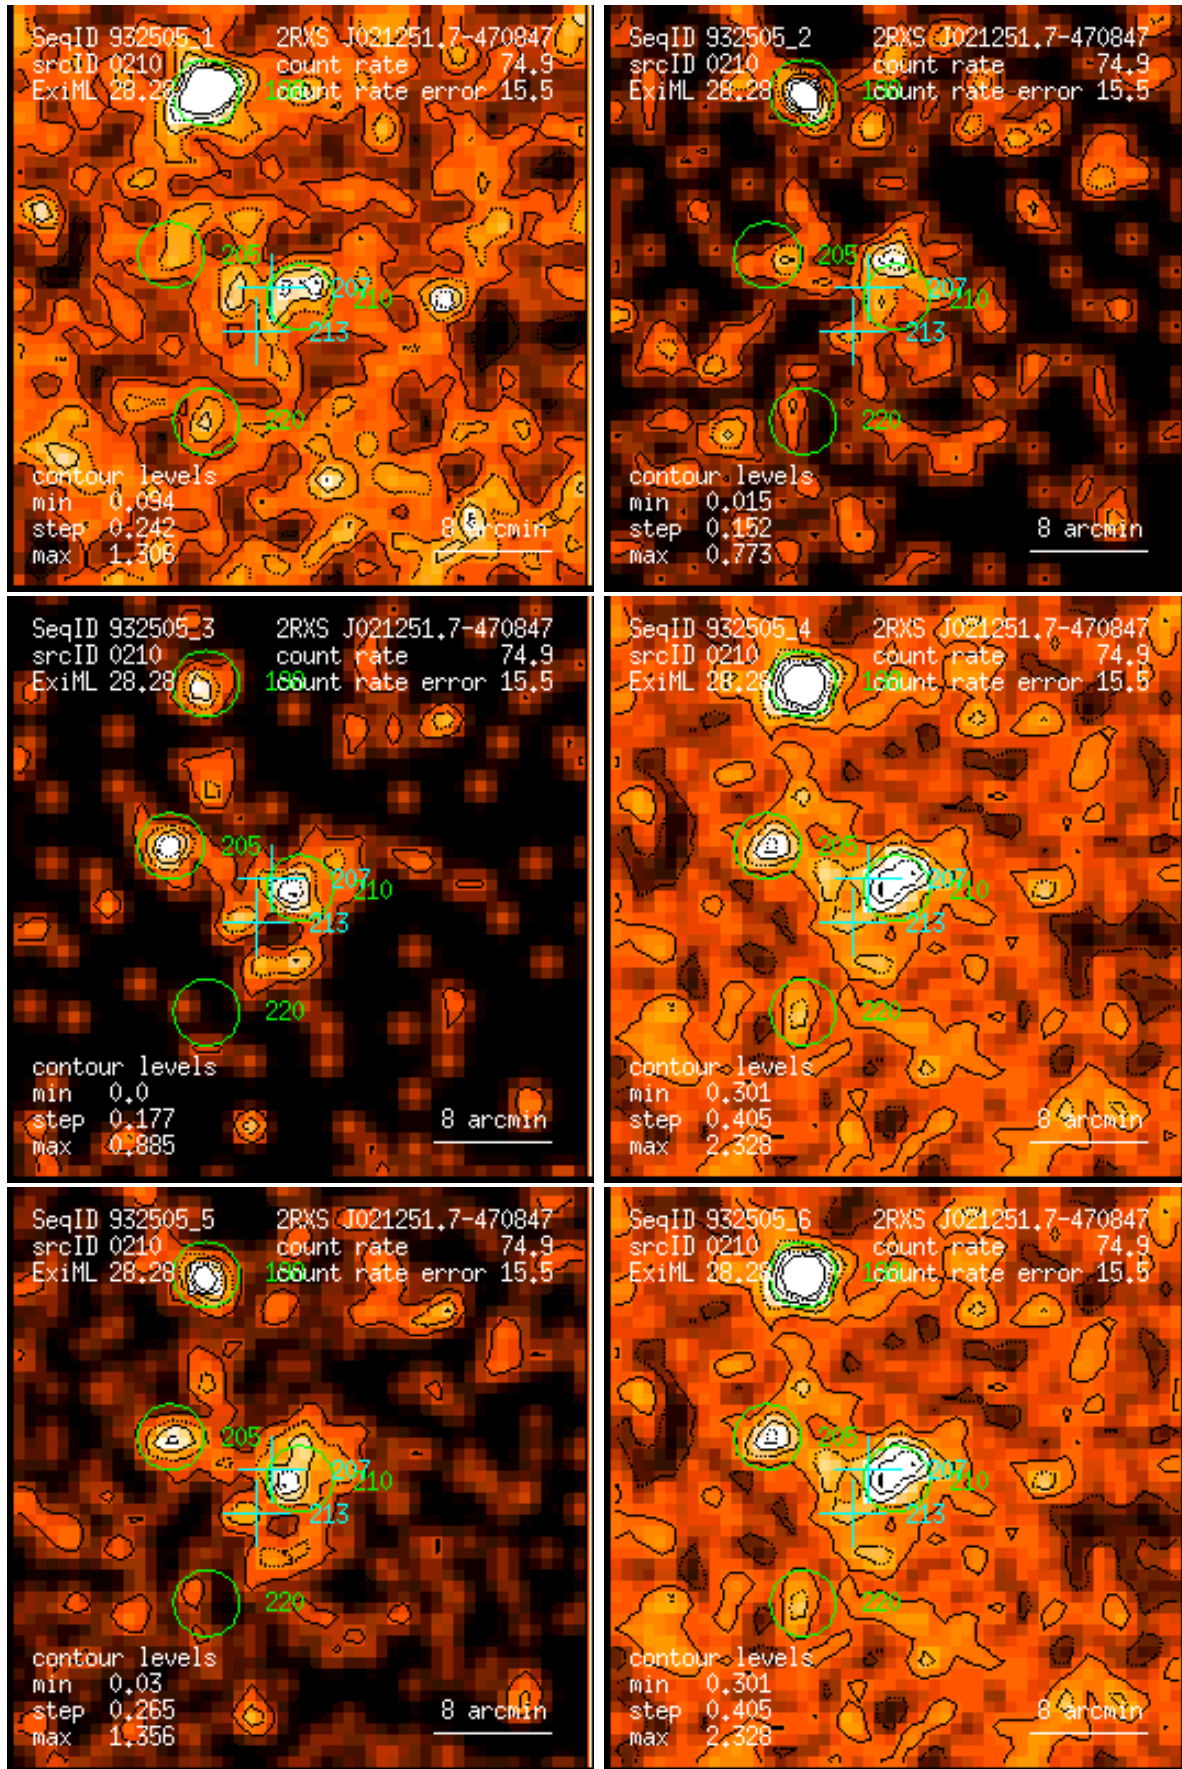 SeqID 932505_1 2RXS J021251.7-470847
srcID 0210 count rate 74.9
ExiML 28.28 count rate error 15.5
205
207
210
213
220
contour levels
min 0.094
step 0.242
max 1.306
8 arcmin
SeqID 932505_2 2RXS J021251.7-470847
srcID 0210 count rate 74.9
ExiML 28.28 count rate error 15.5
205
207
210
213
220
contour levels
min 0.015
step 0.152
max 0.773
8 arcmin
SeqID 932505_3 2RXS J021251.7-470847
srcID 0210 count rate 74.9
ExiML 28.28 count rate error 15.5
205
207
210
213
220
contour levels
min 0.0
step 0.177
max 0.885
8 arcmin
SeqID 932505_4 2RXS J021251.7-470847
srcID 0210 count rate 74.9
ExiML 28.28 count rate error 15.5
205
207
210
213
220
contour levels
min 0.301
step 0.405
max 2.328
8 arcmin
SeqID 932505_5 2RXS J021251.7-470847
srcID 0210 count rate 74.9
ExiML 28.28 count rate error 15.5
205
207
210
213
220
contour levels
min 0.03
step 0.265
max 1.356
8 arcmin
SeqID 932505_6 2RXS J021251.7-470847
srcID 0210 count rate 74.9
ExiML 28.28 count rate error 15.5
205
207
210
213
220
contour levels
min 0.301
step 0.405
max 2.328
8 arcmin